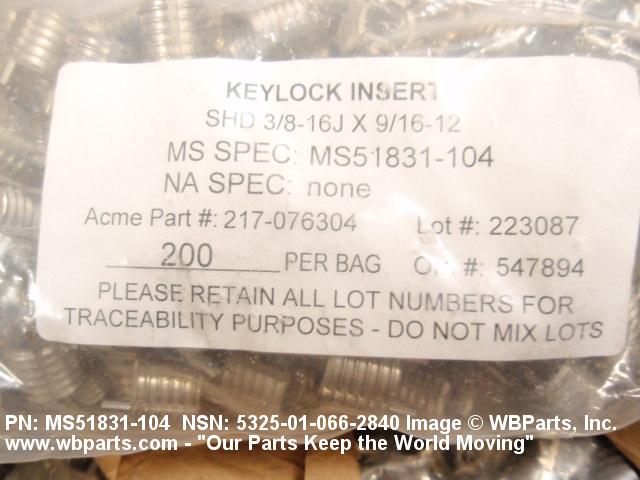 KEYLOCK INSERT
SHD 3/8-16J X 9/16-12
MS SPEC: MS51831-104
NA SPEC: none
Acme Part #: 217-076304 Lot #: 223087
200 PER BAG #: 547894
PLEASE RETAIN ALL LOT NUMBERS FOR
TRACEABILITY PURPOSES - DO NOT MIX LOTS
PN: MS51831-104 NSN: 5325-01-066-2840 Image © WBParts, Inc.
www.wbparts.com - "Our Parts Keep the World Moving"